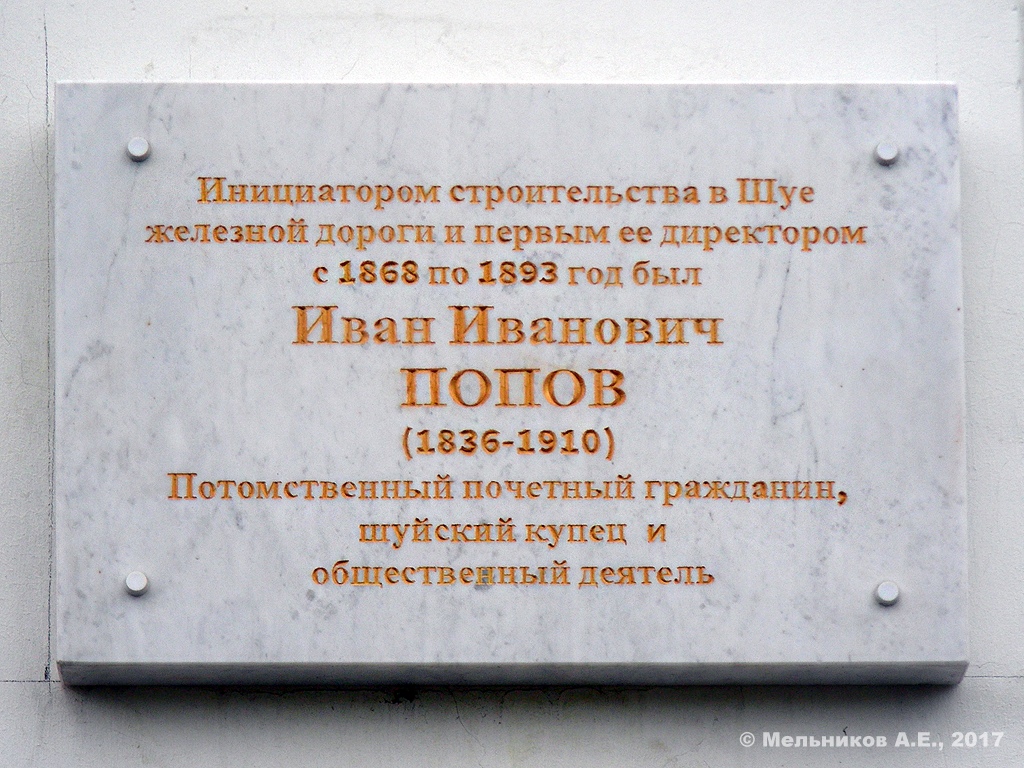 Инициатором строительства в Шуе
железной дороги и первым ее директором
с 1868 по 1893 год был
Иван Иванович
ПОПОВ
(1836-1910)
Потомственный почетный гражданин,
шуйский купец и
общественный деятель
© Мельников А.Е., 2017